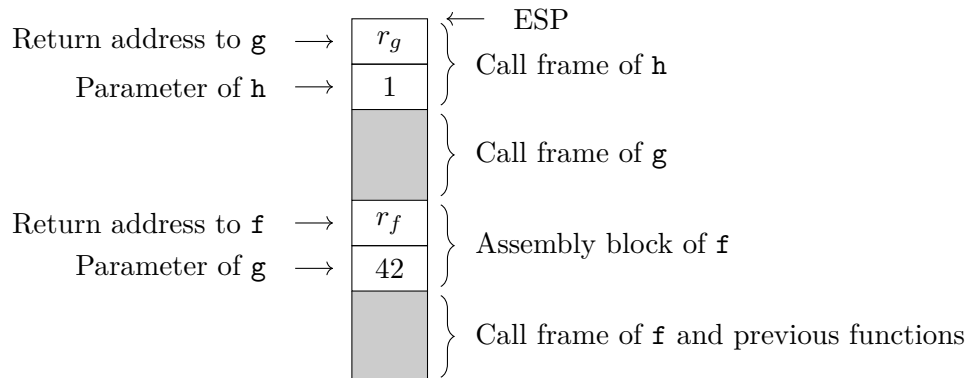 ESP
Return address to g → r_g
Call frame of h
Parameter of h → 1
Call frame of g
Return address to f → r_f
Assembly block of f
Parameter of g → 42
Call frame of f and previous functions